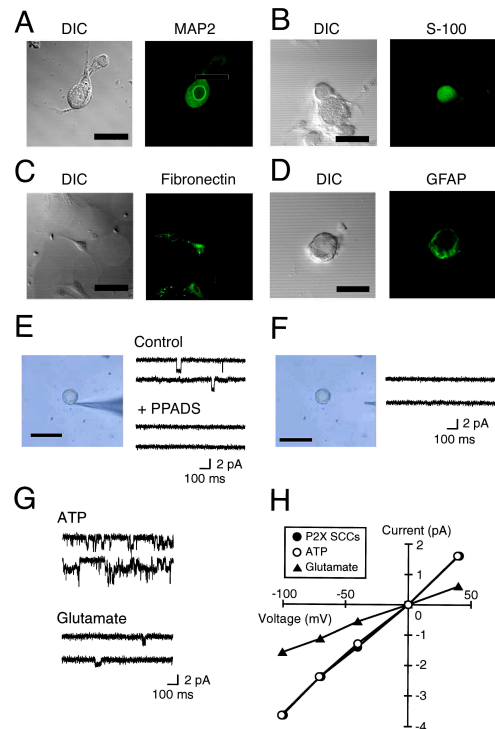 A
DIC
MAP2
B
DIC
S-100
C
DIC
Fibronectin
D
DIC
GFAP
E
Control
+ PPADS
2 pA
100 ms
F
2 pA
100 ms
G
ATP
Glutamate
2 pA
100 ms
H
P2X SCCs
ATP
Glutamate
Current (pA)
2
1
-100
-50
0
50
Voltage (mV)
-1
-2
-3
-4